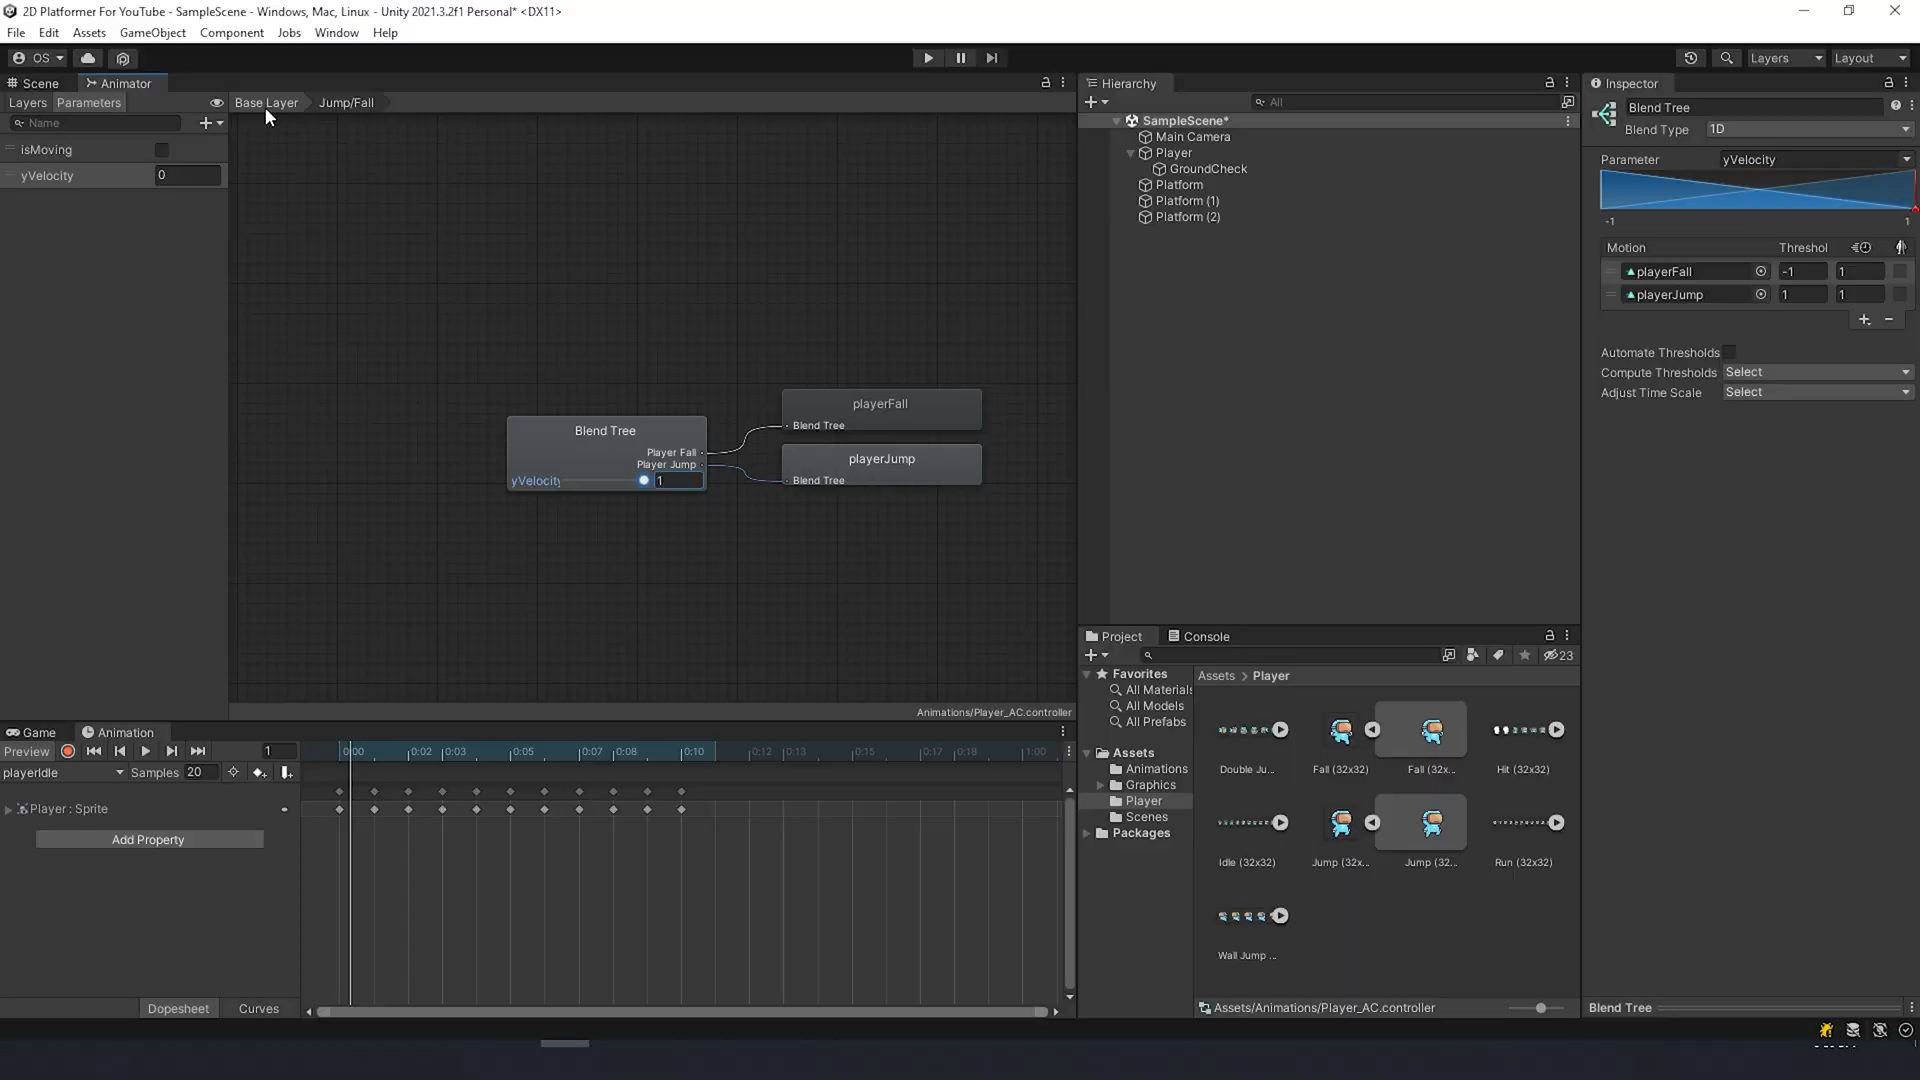 2D Platformer For YouTube - SampleScene - Windows, Mac, Linux - Unity 2021.3.2f1 Personal* <DX11>
File Edit Assets GameObject Component Jobs Window Help
OS
Layers
Layout
Scene
Animator
Layers
Parameters
Base Layer
Jump/Fall
Name
isMoving
yVelocity
0
Blend Tree
Player Fall
Player Jump
yVelocity
1
playerFall
Blend Tree
playerJump
Blend Tree
Animations/Player_AC.controller
Hierarchy
All
SampleScene*
Main Camera
Player
GroundCheck
Platform
Platform (1)
Platform (2)
Inspector
Blend Tree
Blend Type 1D
Parameter yVelocity
-1 1
Motion Threshol
playerFall -1 1
playerJump 1 1
Automate Thresholds
Compute Thresholds Select
Adjust Time Scale Select
Game
Animation
Preview
1
0:00 0:02 0:03 0:05 0:07 0:08 0:10 0:12 0:13 0:15 0:17 0:18 1:00
playerIdle Samples 20
Player : Sprite
Add Property
Dopesheet Curves
Project
Console
23
Favorites
All Materials
All Models
All Prefabs
Assets
Animations
Graphics
Player
Scenes
Packages
Assets > Player
Double Ju...
Fall (32x32)
Fall (32x...
Hit (32x32)
Idle (32x32)
Jump (32x...
Jump (32...
Run (32x32)
Wall Jump ...
Assets/Animations/Player_AC.controller
Blend Tree